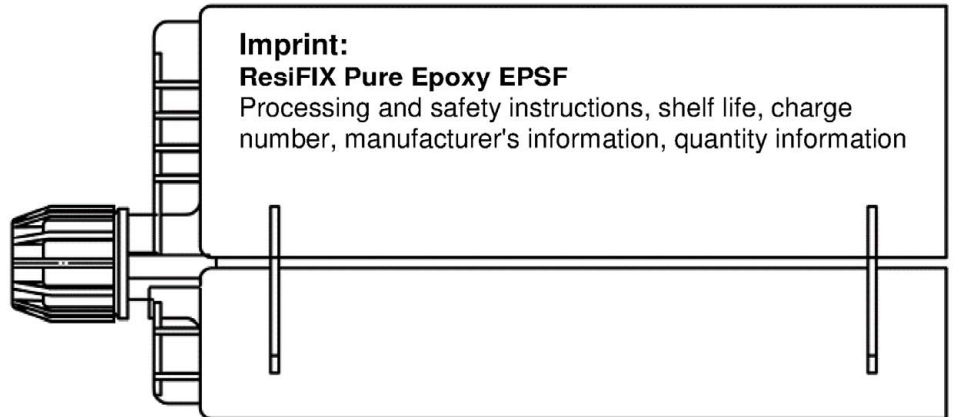 Imprint:
ResiFIX Pure Epoxy EPSF
Processing and safety instructions, shelf life, charge
number, manufacturer's information, quantity information